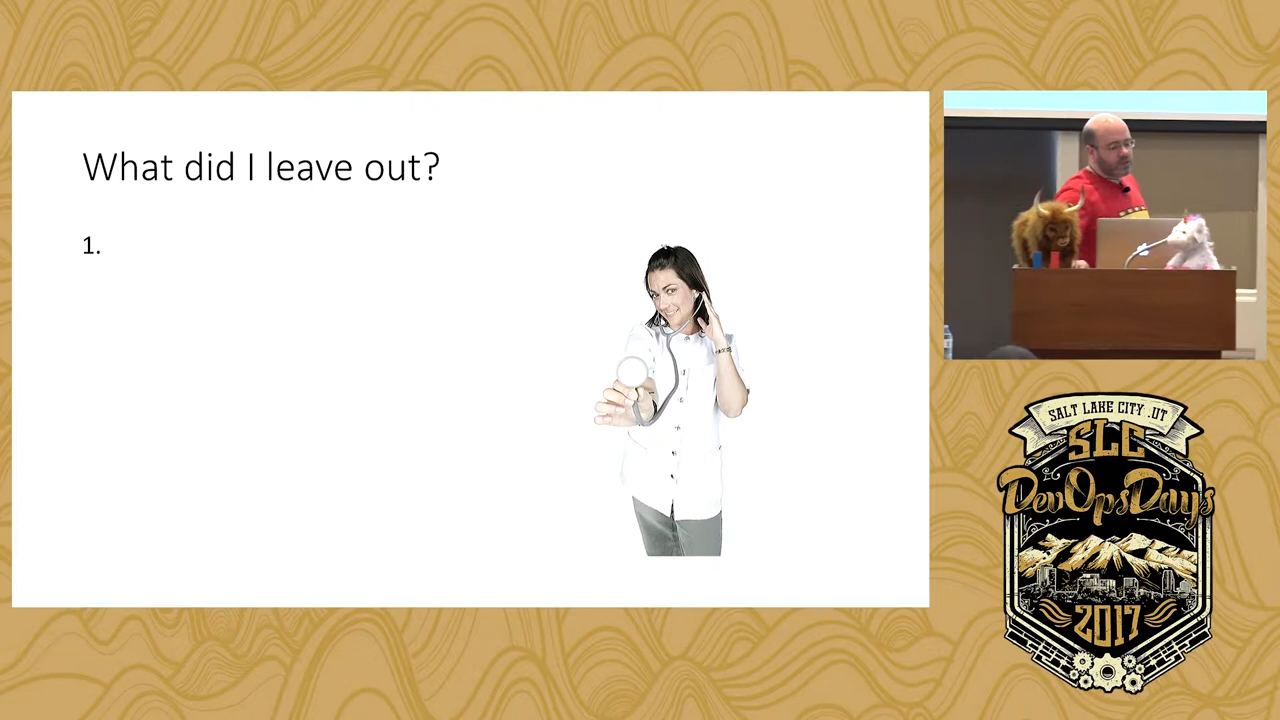 What did I leave out?
1.
SALT LAKE CITY .UT
SLC
DevOpsDays
2017